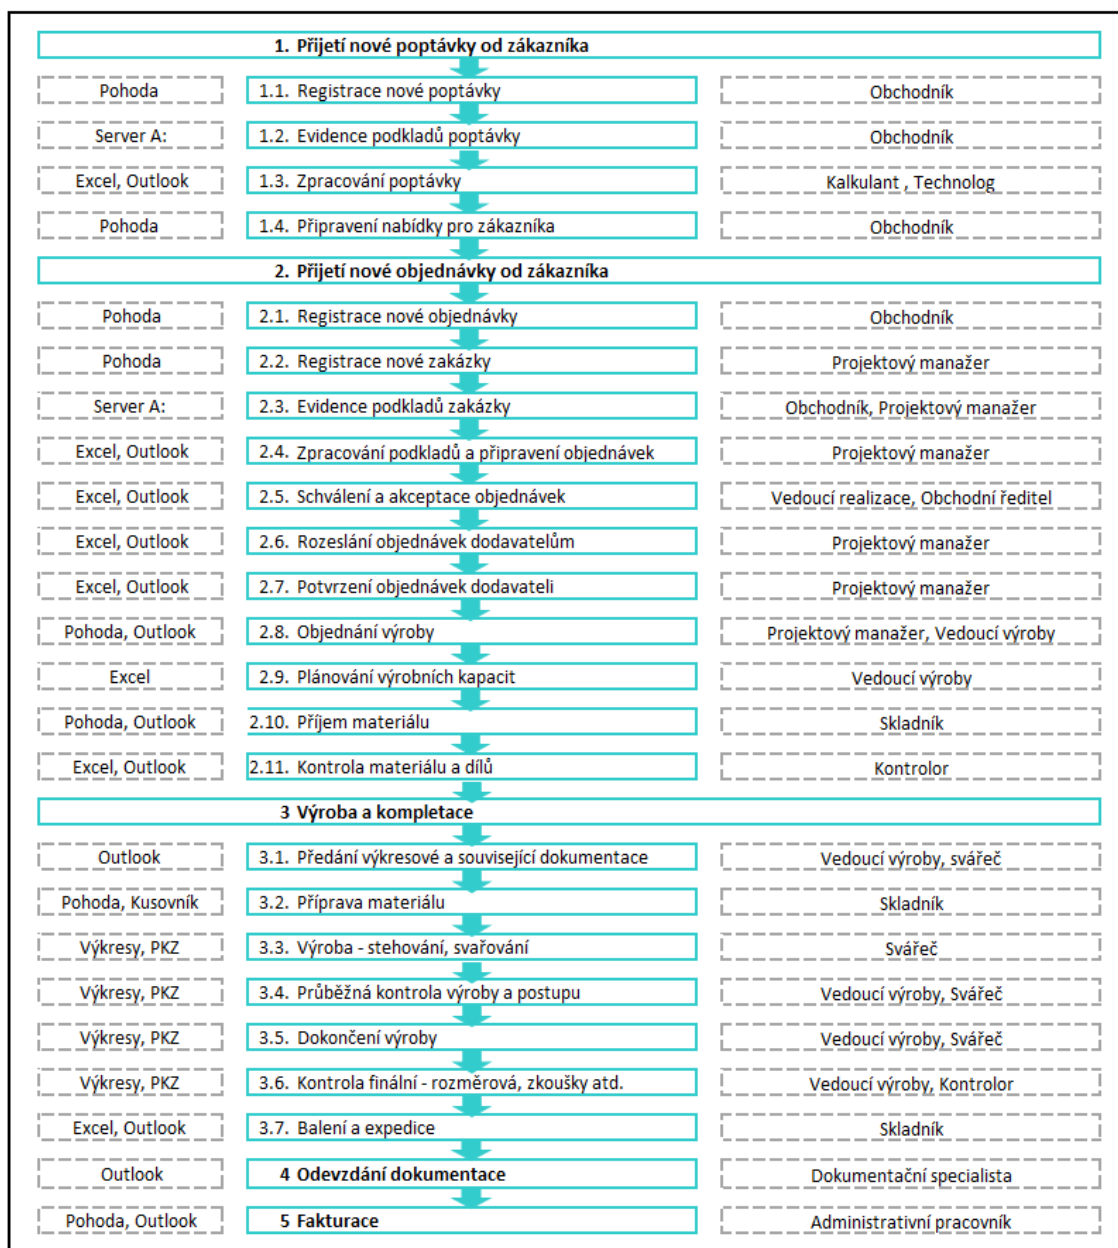 1. Přijetí nové poptávky od zákazníka
Pohoda 1.1. Registrace nové poptávky Obchodník
Server A: 1.2. Evidence podkladů poptávky Obchodník
Excel, Outlook 1.3. Zpracování poptávky Kalkulant , Technolog
Pohoda 1.4. Připravení nabídky pro zákazníka Obchodník
2. Přijetí nové objednávky od zákazníka
Pohoda 2.1. Registrace nové objednávky Obchodník
Pohoda 2.2. Registrace nové zakázky Projektový manažer
Server A: 2.3. Evidence podkladů zakázky Obchodník, Projektový manažer
Excel, Outlook 2.4. Zpracování podkladů a připravení objednávek Projektový manažer
Excel, Outlook 2.5. Schválení a akceptace objednávek Vedoucí realizace, Obchodní ředitel
Excel, Outlook 2.6. Rozeslání objednávek dodavatelům Projektový manažer
Excel, Outlook 2.7. Potvrzení objednávek dodavateli Projektový manažer
Pohoda, Outlook 2.8. Objednání výroby Projektový manažer, Vedoucí výroby
Excel 2.9. Plánování výrobních kapacit Vedoucí výroby
Pohoda, Outlook 2.10. Příjem materiálu Skladník
Excel, Outlook 2.11. Kontrola materiálu a dílů Kontrolor
3 Výroba a kompletace
Outlook 3.1. Předání výkresové a související dokumentace Vedoucí výroby, svářeč
Pohoda, Kusovník 3.2. Příprava materiálu Skladník
Výkresy, PKZ 3.3. Výroba - stehování, svařování Svářeč
Výkresy, PKZ 3.4. Průběžná kontrola výroby a postupu Vedoucí výroby, Svářeč
Výkresy, PKZ 3.5. Dokončení výroby Vedoucí výroby, Svářeč
Výkresy, PKZ 3.6. Kontrola finální - rozměrová, zkoušky atd. Vedoucí výroby, Kontrolor
Excel, Outlook 3.7. Balení a expedice Skladník
Outlook 4 Odevzdání dokumentace Dokumentační specialista
Pohoda, Outlook 5 Fakturace Administrativní pracovník